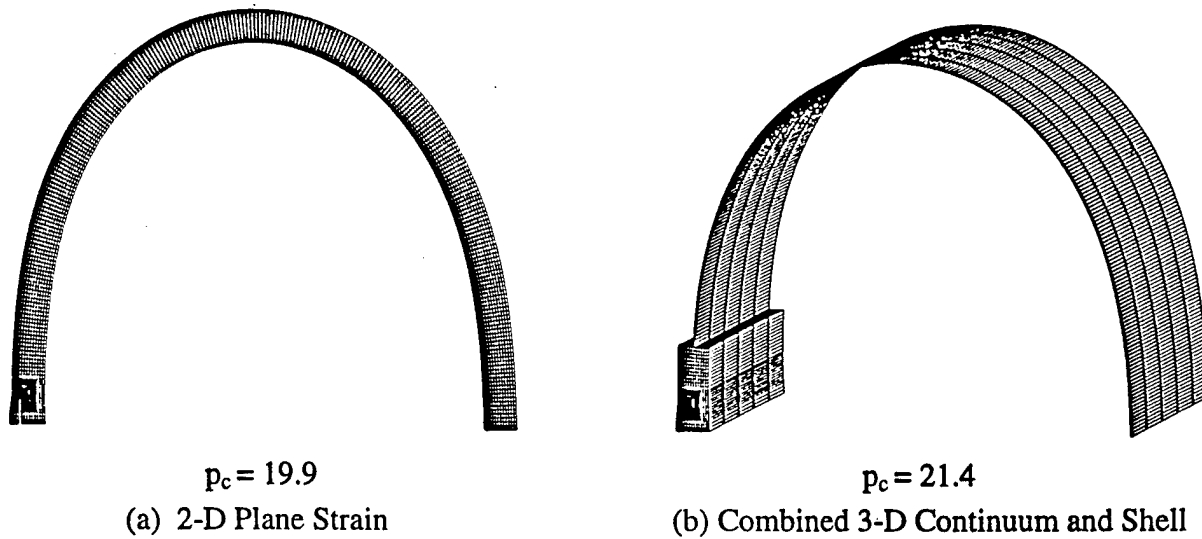 p_c = 19.9
(a) 2-D Plane Strain
p_c = 21.4
(b) Combined 3-D Continuum and Shell